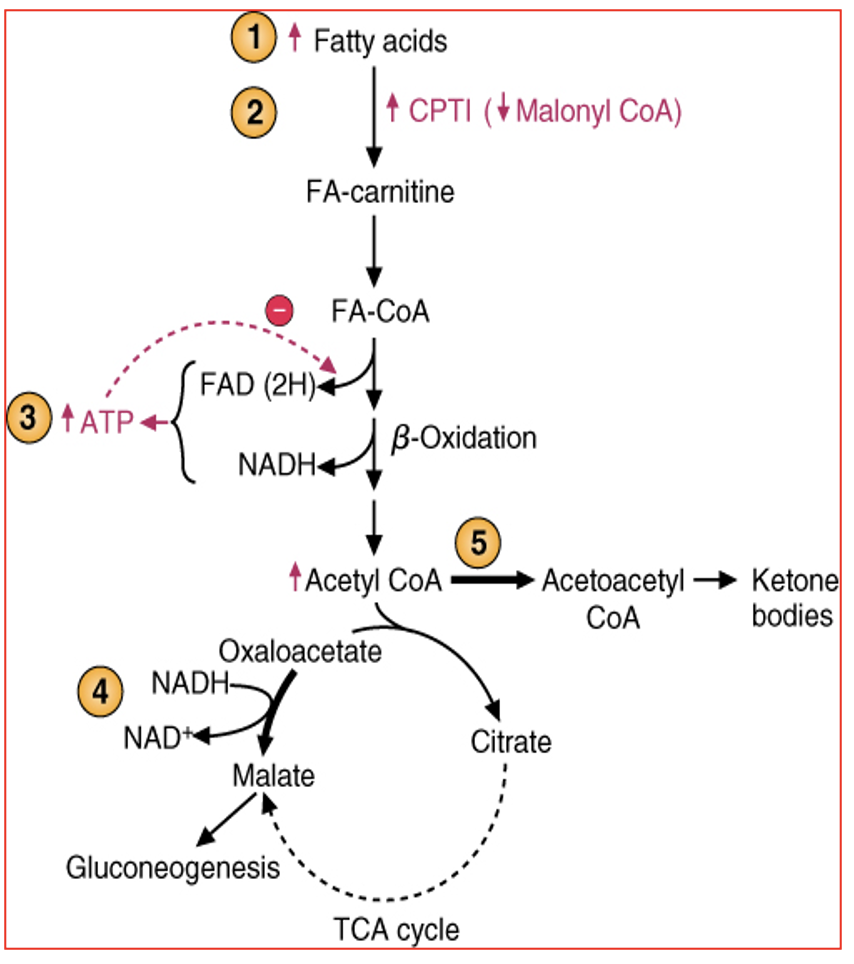 1 ↑ Fatty acids
2 ↑ CPTI (↓ Malonyl CoA)
FA-carnitine
FA-CoA
−
FAD (2H)
3 ↑ ATP
β-Oxidation
NADH
5
↑ Acetyl CoA
Acetoacetyl
CoA
Ketone
bodies
Oxaloacetate
4
NADH
NAD⁺
Citrate
Malate
Gluconeogenesis
TCA cycle